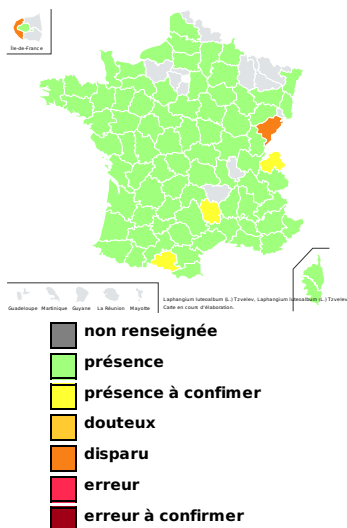 Île-de-France
Guadeloupe Martinique Guyane La Réunion Mayotte
Laphangium luteoalbum (L.) Tzvelev, Laphangium luteoalbum (L.) Tzvelev
Carte en cours d'élaboration.
non renseignée
présence
présence à confimer
douteux
disparu
erreur
erreur à confirmer